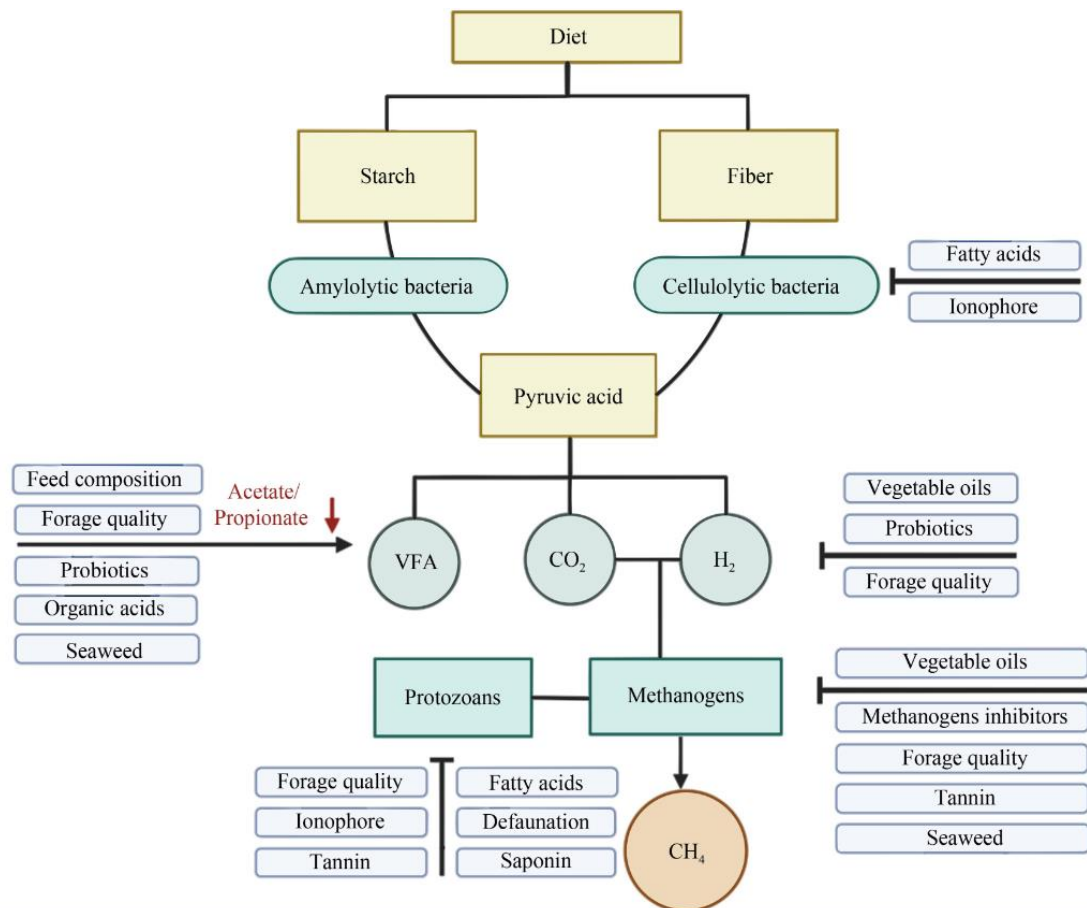 Diet
Starch
Fiber
Amylolytic bacteria
Cellulolytic bacteria
Fatty acids
Ionophore
Pyruvic acid
Feed composition
Forage quality
Probiotics
Organic acids
Seaweed
Acetate/
Propionate
VFA
CO₂
H₂
Vegetable oils
Probiotics
Forage quality
Protozoans
Methanogens
Vegetable oils
Methanogens inhibitors
Forage quality
Tannin
Seaweed
Forage quality
Ionophore
Tannin
Fatty acids
Defaunation
Saponin
CH₄